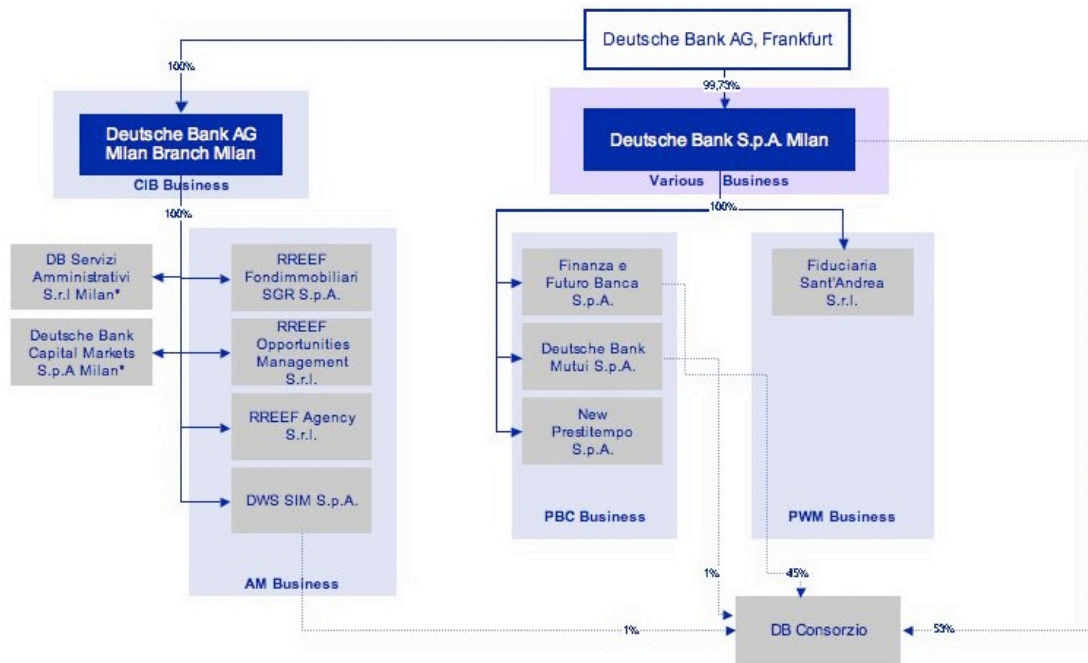 Deutsche Bank AG, Frankfurt
100%
99,73%
Deutsche Bank AG
Milan Branch Milan
CIB Business
Deutsche Bank S.p.A. Milan
Various Business
100%
100%
DB Servizi
Amministrativi
S.r.l Milan*
RREEF
Fondimmobiliari
SGR S.p.A.
Finanza e
Futuro Banca
S.p.A.
Fiduciaria
Sant'Andrea
S.r.l.
Deutsche Bank
Capital Markets
S.p.A Milan*
RREEF
Opportunities
Management
S.r.l.
Deutsche Bank
Mutui S.p.A.
RREEF Agency
S.r.l.
New
Prestitempo
S.p.A.
DWS SIM S.p.A.
PBC Business
PWM Business
AM Business
1%
45%
1%
DB Consorzio
53%